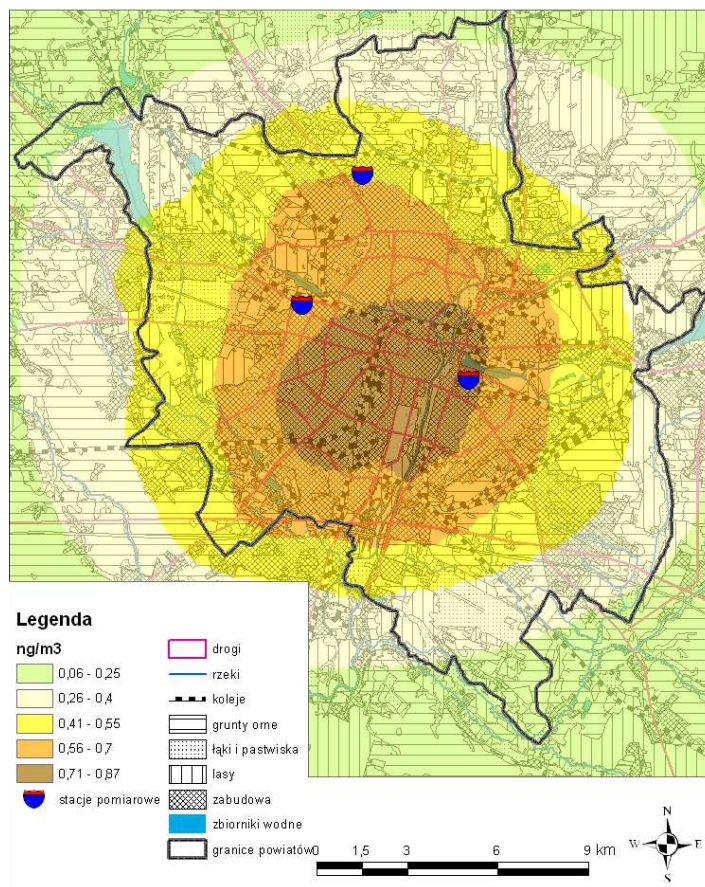 Legenda
ng/m3
0,06 - 0,25
0,26 - 0,4
0,41 - 0,55
0,56 - 0,7
0,71 - 0,87
stacje pomiarowe
drogi
rzeki
koleje
grunty orne
łąki i pastwiska
lasy
zabudowa
zbiorniki wodne
granice powiatów
0 1,5 3 6 9 km
N
W E
S